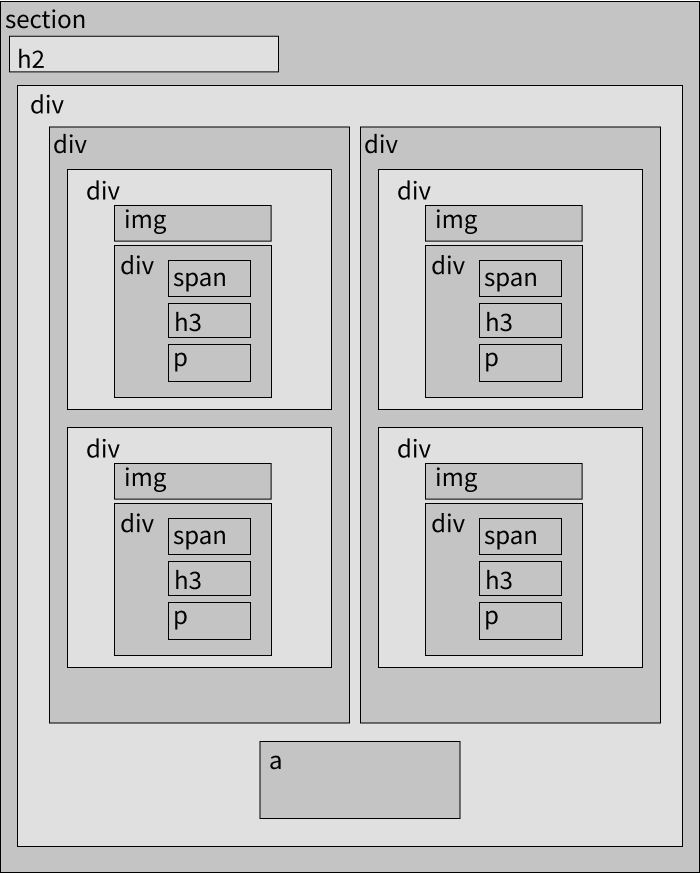 section
h2
div
div
div
img
div
span
h3
p
div
img
div
span
h3
p
div
div
img
div
span
h3
p
div
img
div
span
h3
p
a